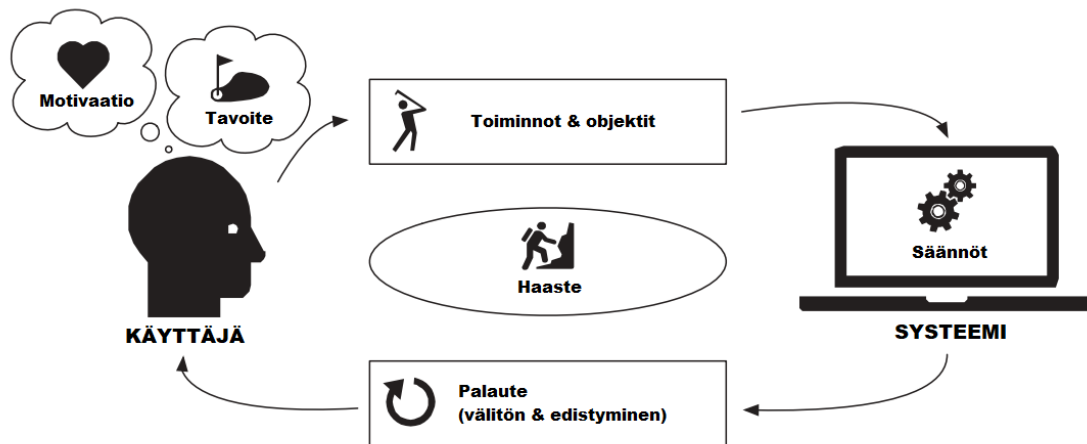 Motivaatio
Tavoite
Toiminnot & objektit
Säännöt
Haaste
KÄYTTÄJÄ
SYSTEEMI
Palaute
(välitön & edistyminen)